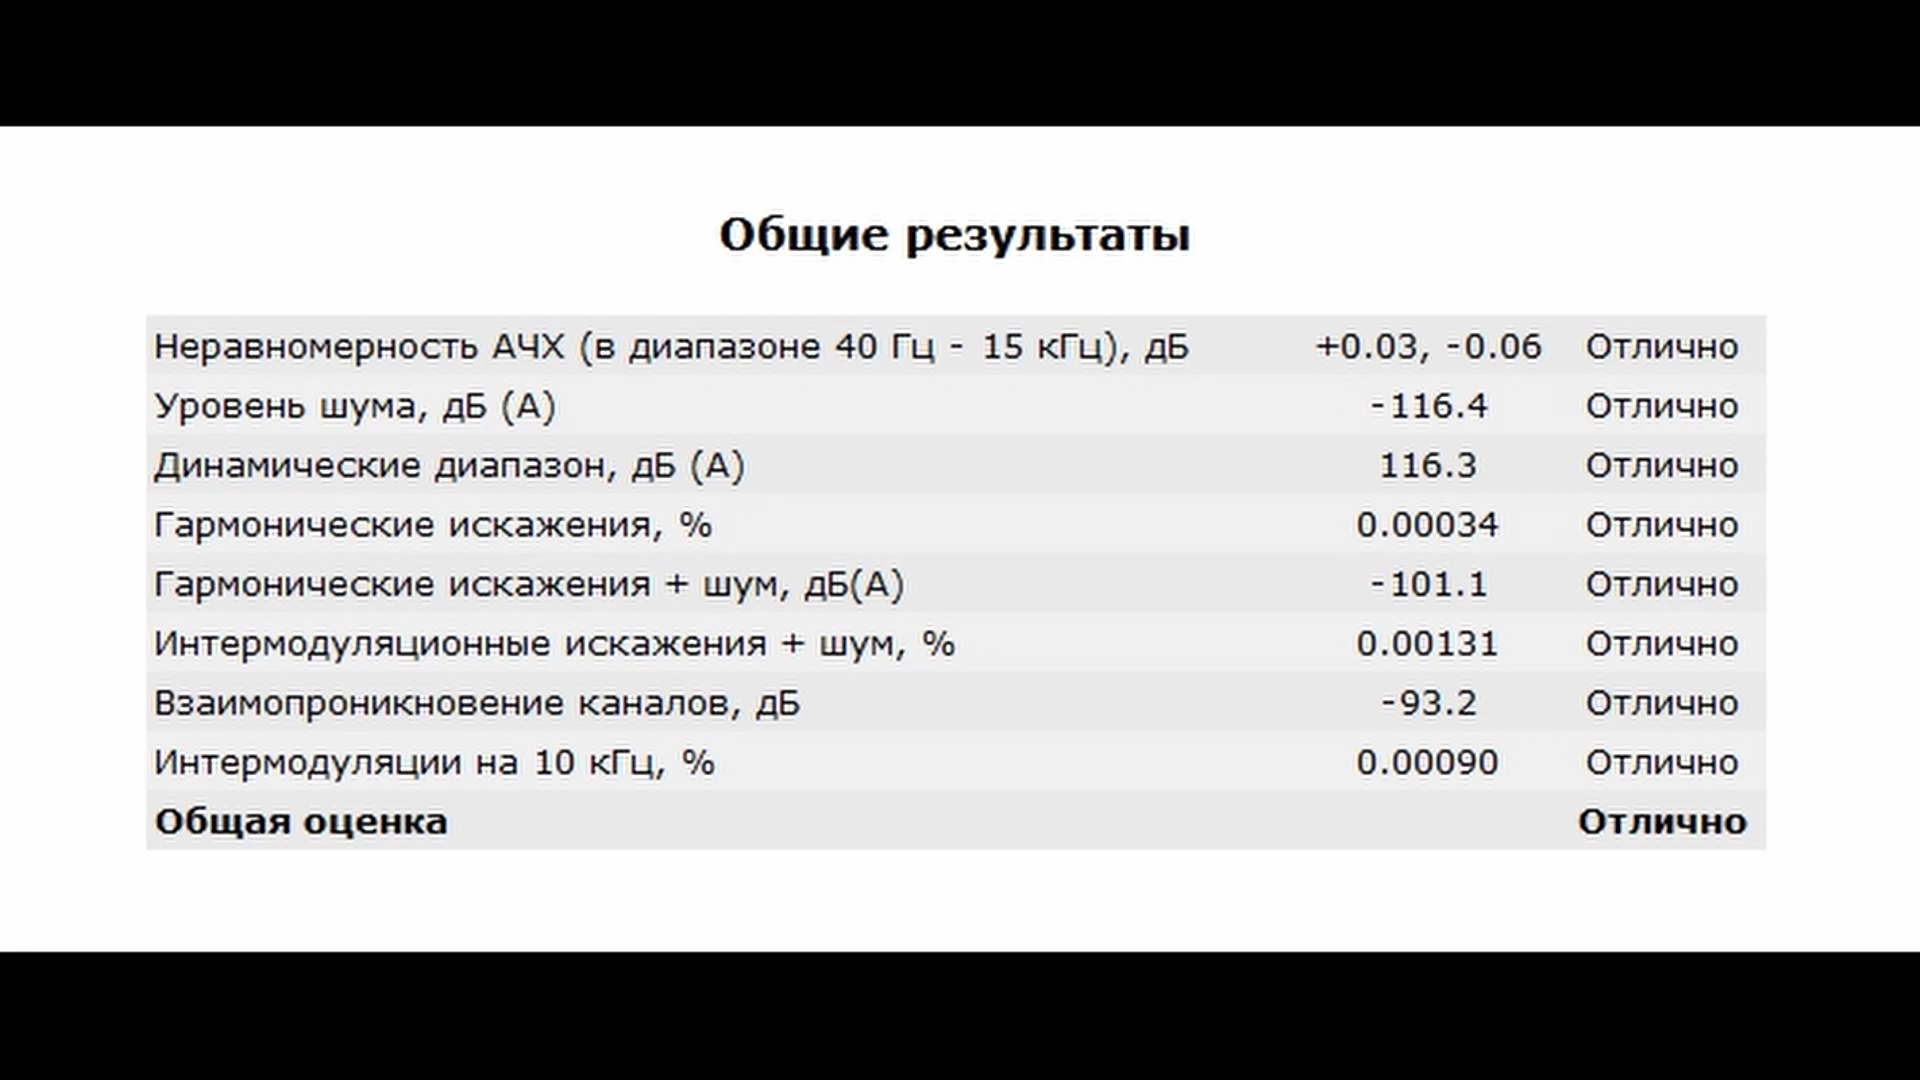 Общие результаты
Неравномерность АЧХ (в диапазоне 40 Гц - 15 кГц), дБ +0.03, -0.06 Отлично
Уровень шума, дБ (А) -116.4 Отлично
Динамические диапазон, дБ (А) 116.3 Отлично
Гармонические искажения, % 0.00034 Отлично
Гармонические искажения + шум, дБ(А) -101.1 Отлично
Интермодуляционные искажения + шум, % 0.00131 Отлично
Взаимопроникновение каналов, дБ -93.2 Отлично
Интермодуляции на 10 кГц, % 0.00090 Отлично
Общая оценка Отлично